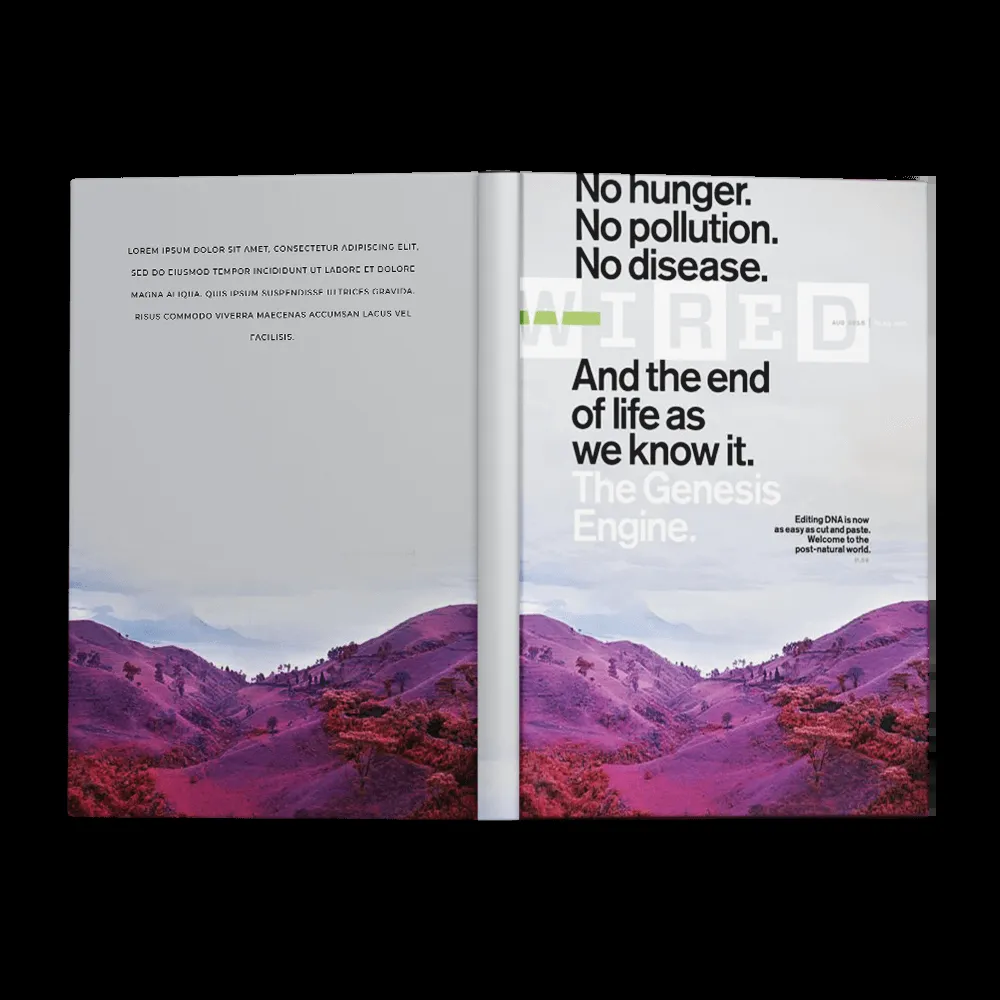 LOREM IPSUM DOLOR SIT AMET, CONSECTETUR ADIPISCING ELIT,
SED DO EIUSMOD TEMPOR INCIDIDUNT UT LABORE ET DOLORE
MAGNA ALIQUA. QUIS IPSUM SUSPENDISSE ULTRICES GRAVIDA.
RISUS COMMODO VIVERRA MAECENAS ACCUMSAN LACUS VEL
FACILISIS.
No hunger.
No pollution.
No disease.
WIRED
AUG 2015 |
And the end
of life as
we know it.
The Genesis
Engine.
Editing DNA is now
as easy as cut and paste.
Welcome to the
post-natural world.